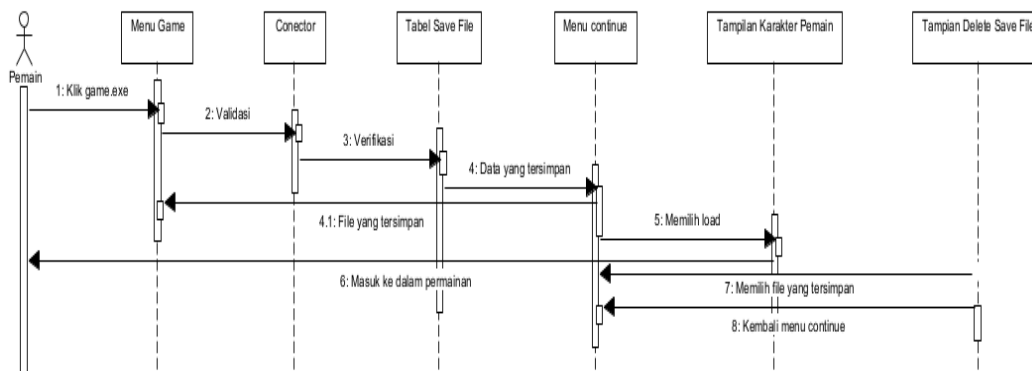 Menu Game
Conector
Tabel Save File
Menu continue
Tampilan Karakter Pemain
Tampian Delete Save File
Pemain
1: Klik game.exe
2: Validasi
3: Verifikasi
4: Data yang tersimpan
4.1: File yang tersimpan
5: Memilih load
6: Masuk ke dalam permainan
7: Memilih file yang tersimpan
8: Kembali menu continue